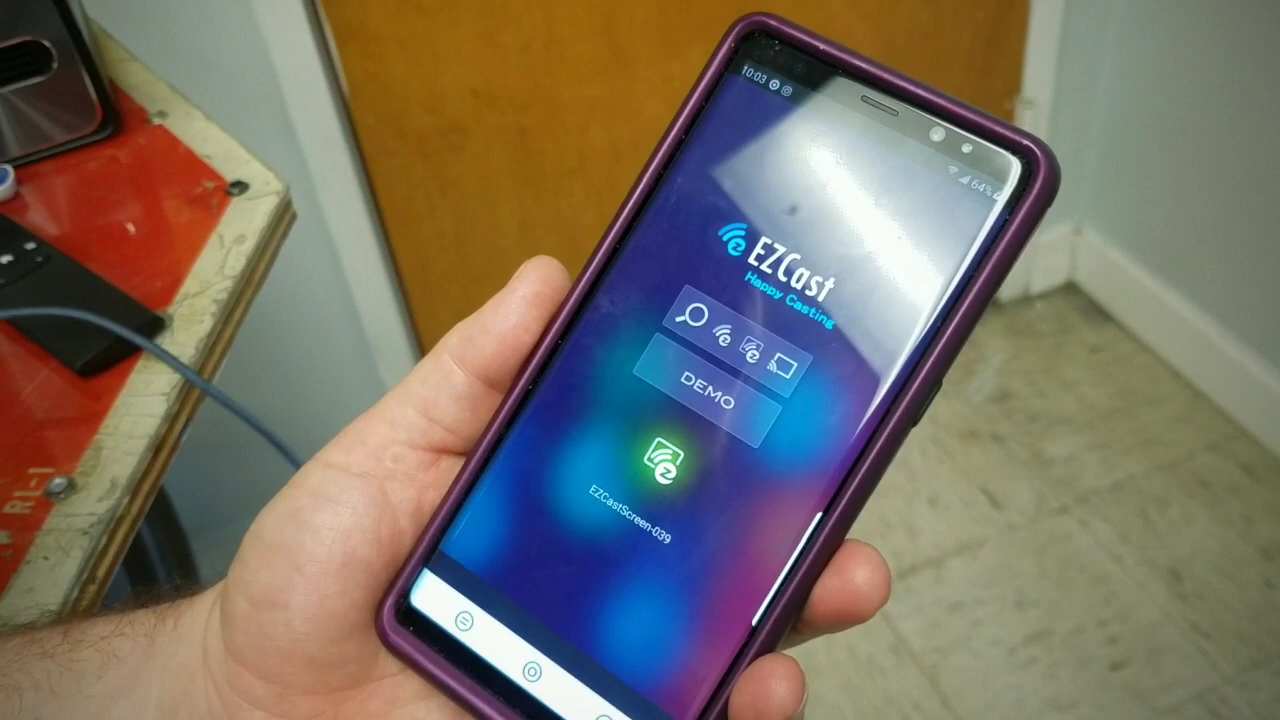 10:03
64%
EZCast
Happy Casting
DEMO
EZCastScreen-039
RL-1